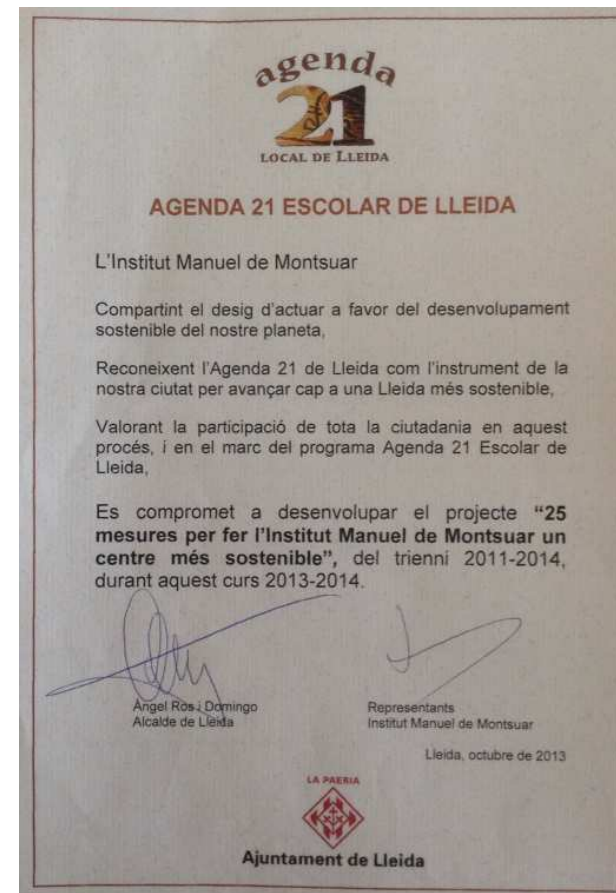 agenda
21
LOCAL DE LLEIDA
AGENDA 21 ESCOLAR DE LLEIDA
L'Institut Manuel de Montsuar
Compartint el desig d'actuar a favor del desenvolupament
sostenible del nostre planeta,
Reconeixent l'Agenda 21 de Lleida com l'instrument de la
nostra ciutat per avançar cap a una Lleida més sostenible,
Valorant la participació de tota la ciutadania en aquest
procés, i en el marc del programa Agenda 21 Escolar de
Lleida,
Es compromet a desenvolupar el projecte “25
mesures per fer l'Institut Manuel de Montsuar un
centre més sostenible”, del trienni 2011-2014,
durant aquest curs 2013-2014.
Àngel Ros i Domingo
Alcalde de Lleida
Representants
Institut Manuel de Montsuar
Lleida, octubre de 2013
LA PAERIA
Ajuntament de Lleida